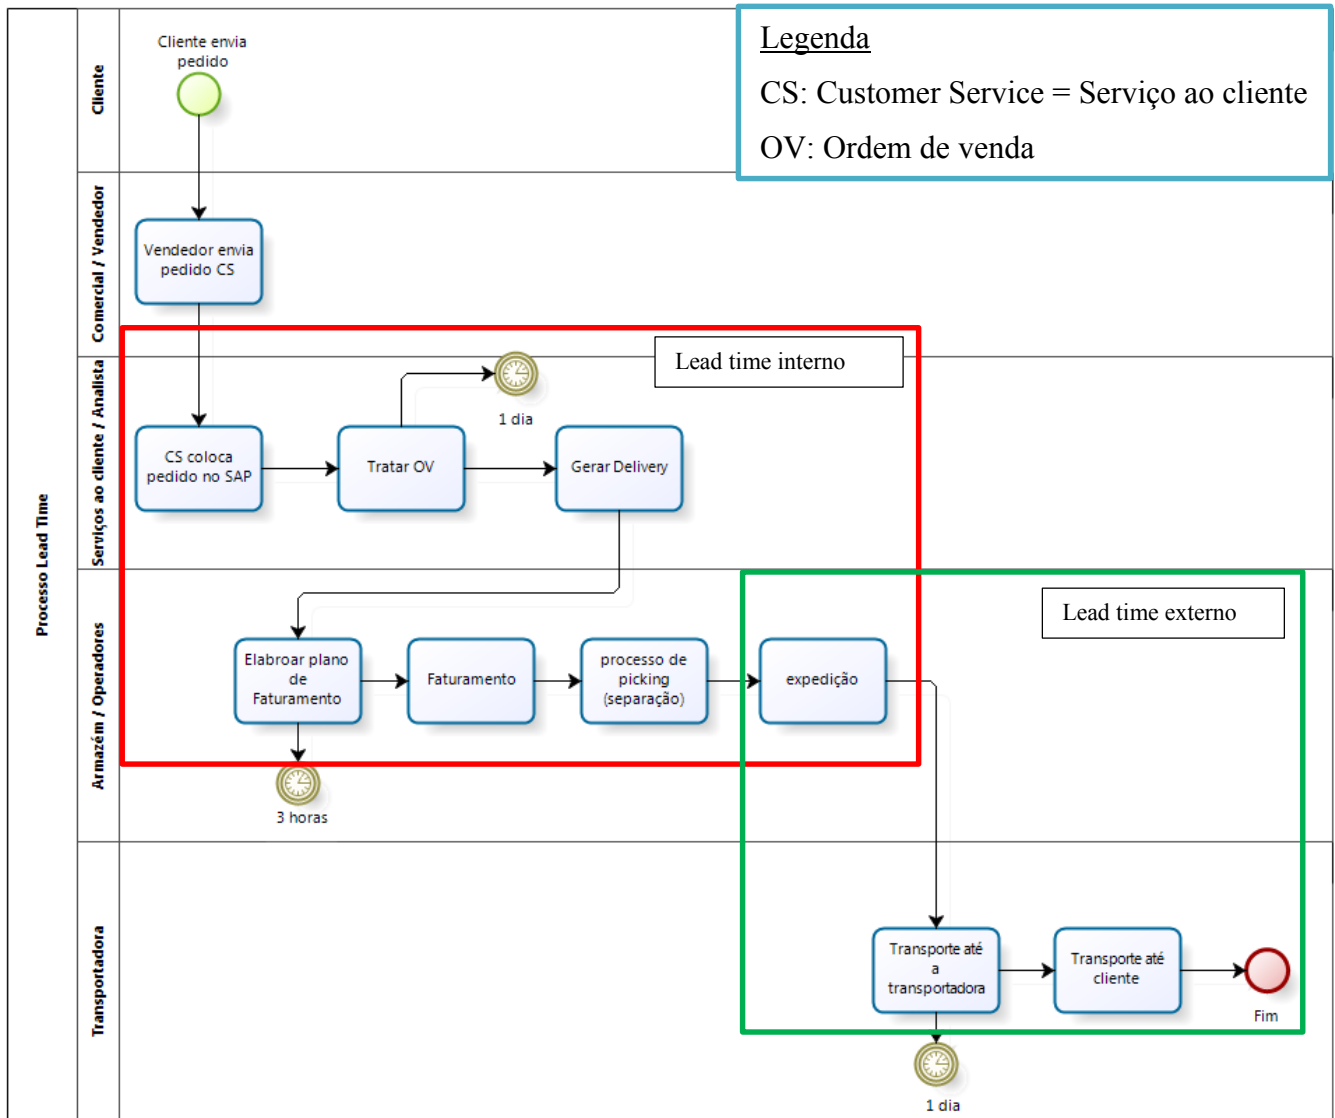 Legenda
CS: Customer Service = Serviço ao cliente
OV: Ordem de venda
Processo Lead Time
Cliente
Cliente envia
pedido
Comercial / Vendedor
Vendedor envia
pedido CS
Serviços ao cliente / Analista
Lead time interno
1 dia
CS coloca
pedido no SAP
Tratar OV
Gerar Delivery
Armazém / Operadores
Lead time externo
Elabroar plano
de
Faturamento
Faturamento
processo de
picking
(separação)
expedição
3 horas
Transportadora
Transporte até
a
transportadora
Transporte até
cliente
Fim
1 dia